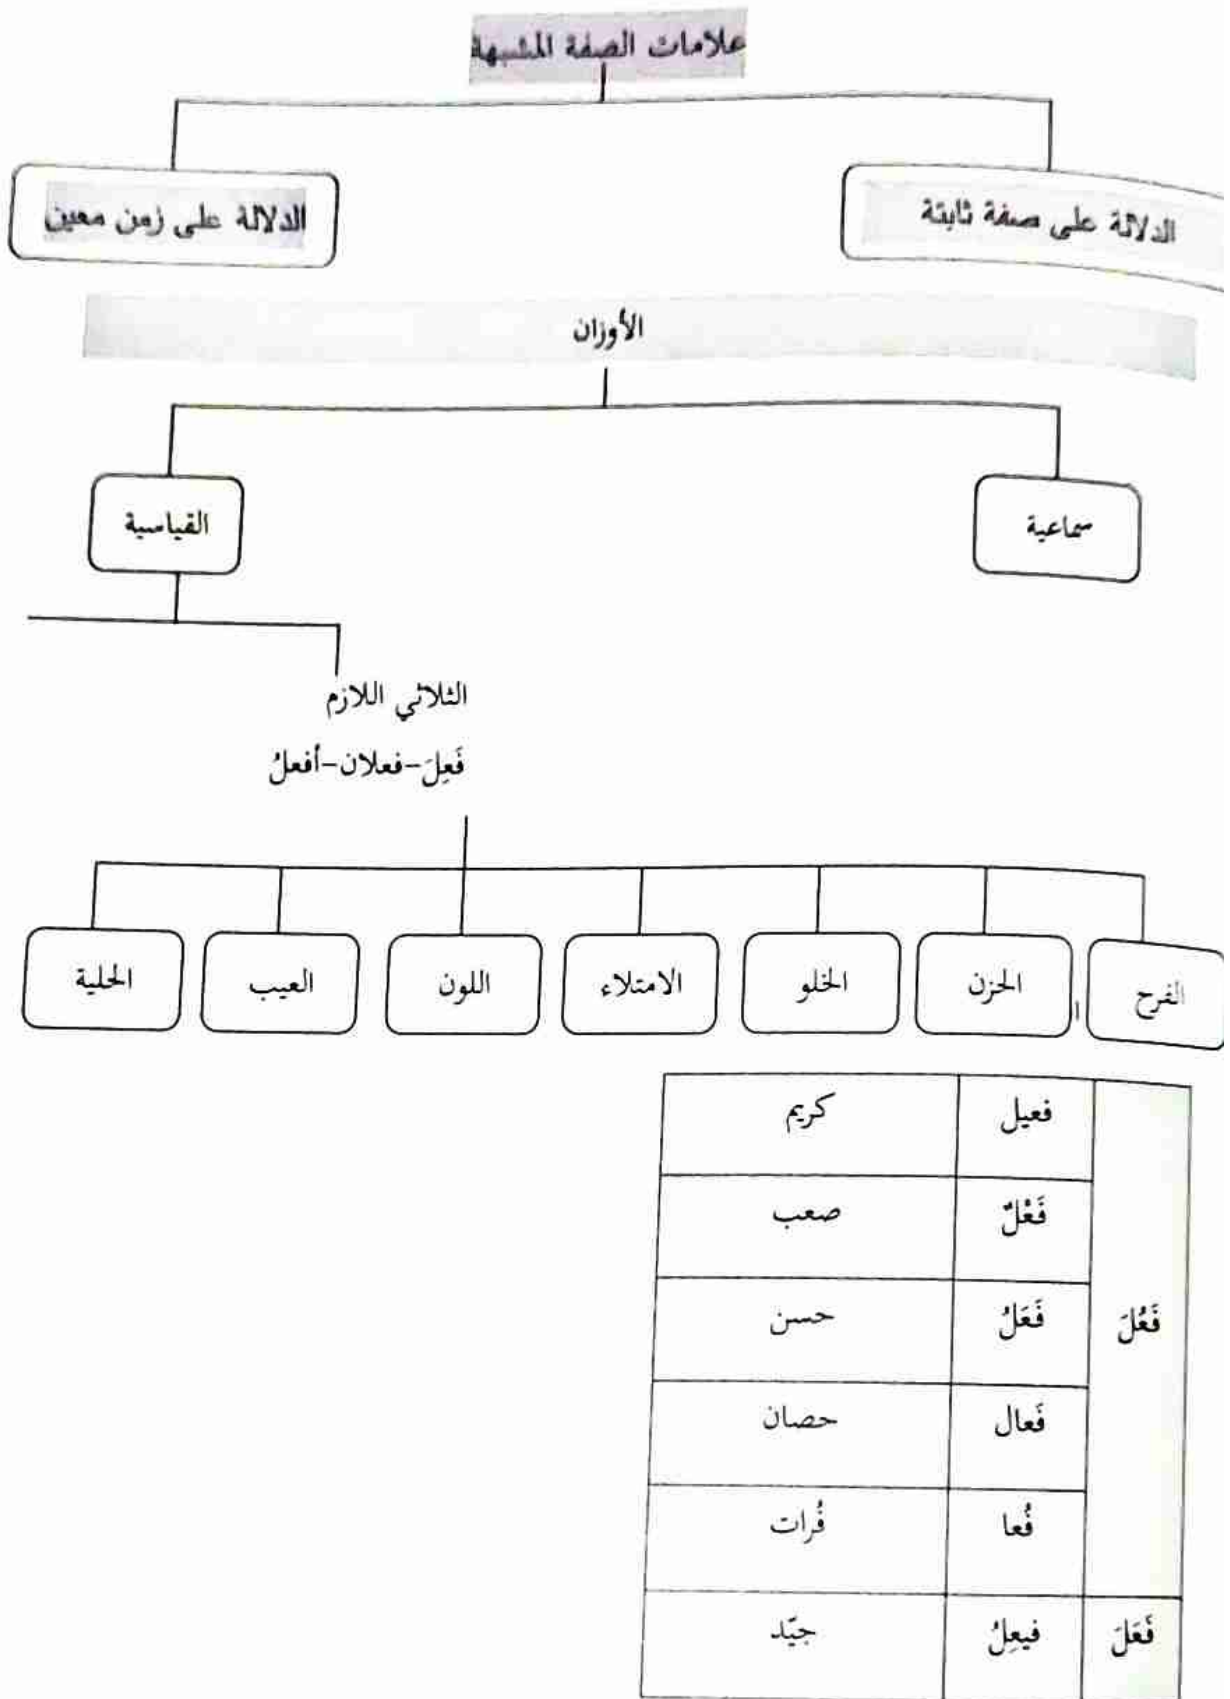 علامات الصفة المشبهة
الدلالة على صفة ثابتة
الدلالة على زمن معين
الأوزان
سماعية
القياسية
الثلاثي اللازم
فَعِلَ-فعلان-أفعلُ
الفرح
الحزن
الخلو
الامتلاء
اللون
العيب
الحلية
فَعُلَ
فعيل
كريم
فَعْلٌ
صعب
فَعَلُ
حسن
فَعال
حصان
فُعا
فُرات
فَعَلَ
فيعِلُ
جيّد